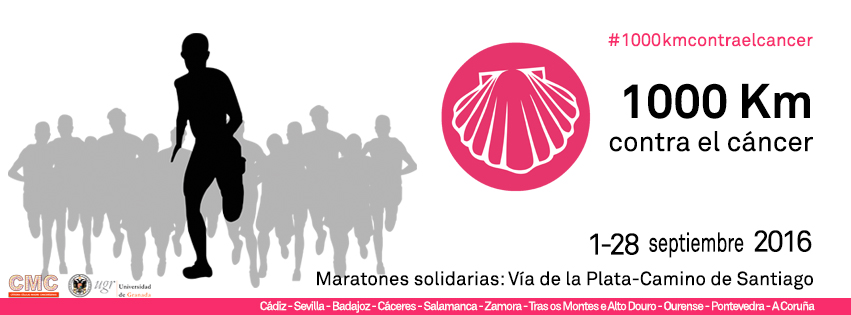 #1000kmcontraelcancer
1000 Km
contra el cáncer
1-28 septiembre 2016
Maratones solidarias: Vía de la Plata-Camino de Santiago
CMC
ugr
Universidad
de Granada
Cádiz - Sevilla - Badajoz - Cáceres - Salamanca - Zamora - Tras os Montes e Alto Douro - Ourense - Pontevedra - A Coruña